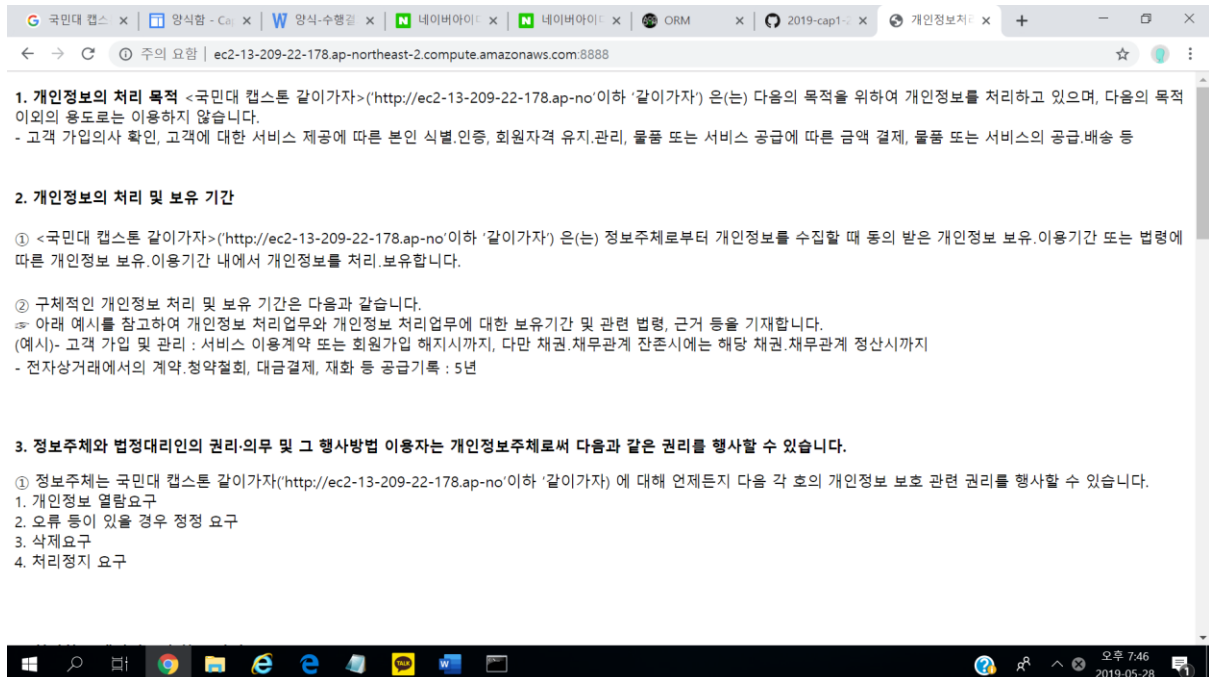 국민대 캡스
양식함 - Ca
양식-수행결
네이버아이
네이버아이
ORM
2019-cap1-2
개인정보처리
주의 요함 | ec2-13-209-22-178.ap-northeast-2.compute.amazonaws.com:8888
1. 개인정보의 처리 목적 <국민대 캡스톤 같이가자>('http://ec2-13-209-22-178.ap-no'이하 '같이가자') 은(는) 다음의 목적을 위하여 개인정보를 처리하고 있으며, 다음의 목적
이외의 용도로는 이용하지 않습니다.
- 고객 가입의사 확인, 고객에 대한 서비스 제공에 따른 본인 식별.인증, 회원자격 유지.관리, 물품 또는 서비스 공급에 따른 금액 결제, 물품 또는 서비스의 공급.배송 등
2. 개인정보의 처리 및 보유 기간
① <국민대 캡스톤 같이가자>('http://ec2-13-209-22-178.ap-no'이하 '같이가자') 은(는) 정보주체로부터 개인정보를 수집할 때 동의 받은 개인정보 보유.이용기간 또는 법령에
따른 개인정보 보유.이용기간 내에서 개인정보를 처리.보유합니다.
② 구체적인 개인정보 처리 및 보유 기간은 다음과 같습니다.
☞ 아래 예시를 참고하여 개인정보 처리업무와 개인정보 처리업무에 대한 보유기간 및 관련 법령, 근거 등을 기재합니다.
(예시)- 고객 가입 및 관리 : 서비스 이용계약 또는 회원가입 해지시까지, 다만 채권.채무관계 잔존시에는 해당 채권.채무관계 정산시까지
- 전자상거래에서의 계약.청약철회, 대금결제, 재화 등 공급기록 : 5년
3. 정보주체와 법정대리인의 권리·의무 및 그 행사방법 이용자는 개인정보주체로써 다음과 같은 권리를 행사할 수 있습니다.
① 정보주체는 국민대 캡스톤 같이가자('http://ec2-13-209-22-178.ap-no'이하 '같이가자) 에 대해 언제든지 다음 각 호의 개인정보 보호 관련 권리를 행사할 수 있습니다.
1. 개인정보 열람요구
2. 오류 등이 있을 경우 정정 요구
3. 삭제요구
4. 처리정지 요구
TALK
오후 7:46
2019-05-28